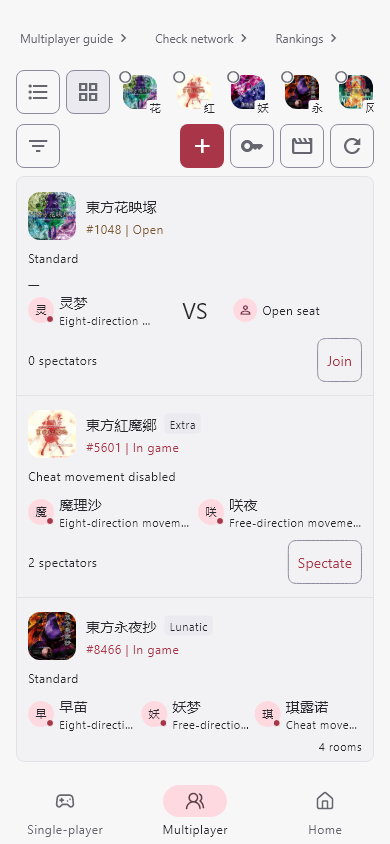 Multiplayer guide
Check network
Rankings
花
红
妖
永
风
東方花映塚
#1048 | Open
Standard
—
灵 灵梦
Eight-direction ...
VS
Open seat
0 spectators
Join
東方紅魔郷 Extra
#5601 | In game
Cheat movement disabled
魔 魔理沙
Eight-direction movem...
咲 咲夜
Free-direction moveme...
2 spectators
Spectate
東方永夜抄 Lunatic
#8466 | In game
Standard
早 早苗
Eight-directi...
妖 妖梦
Free-directio...
琪 琪露诺
Cheat move...
4 rooms
Single-player
Multiplayer
Home